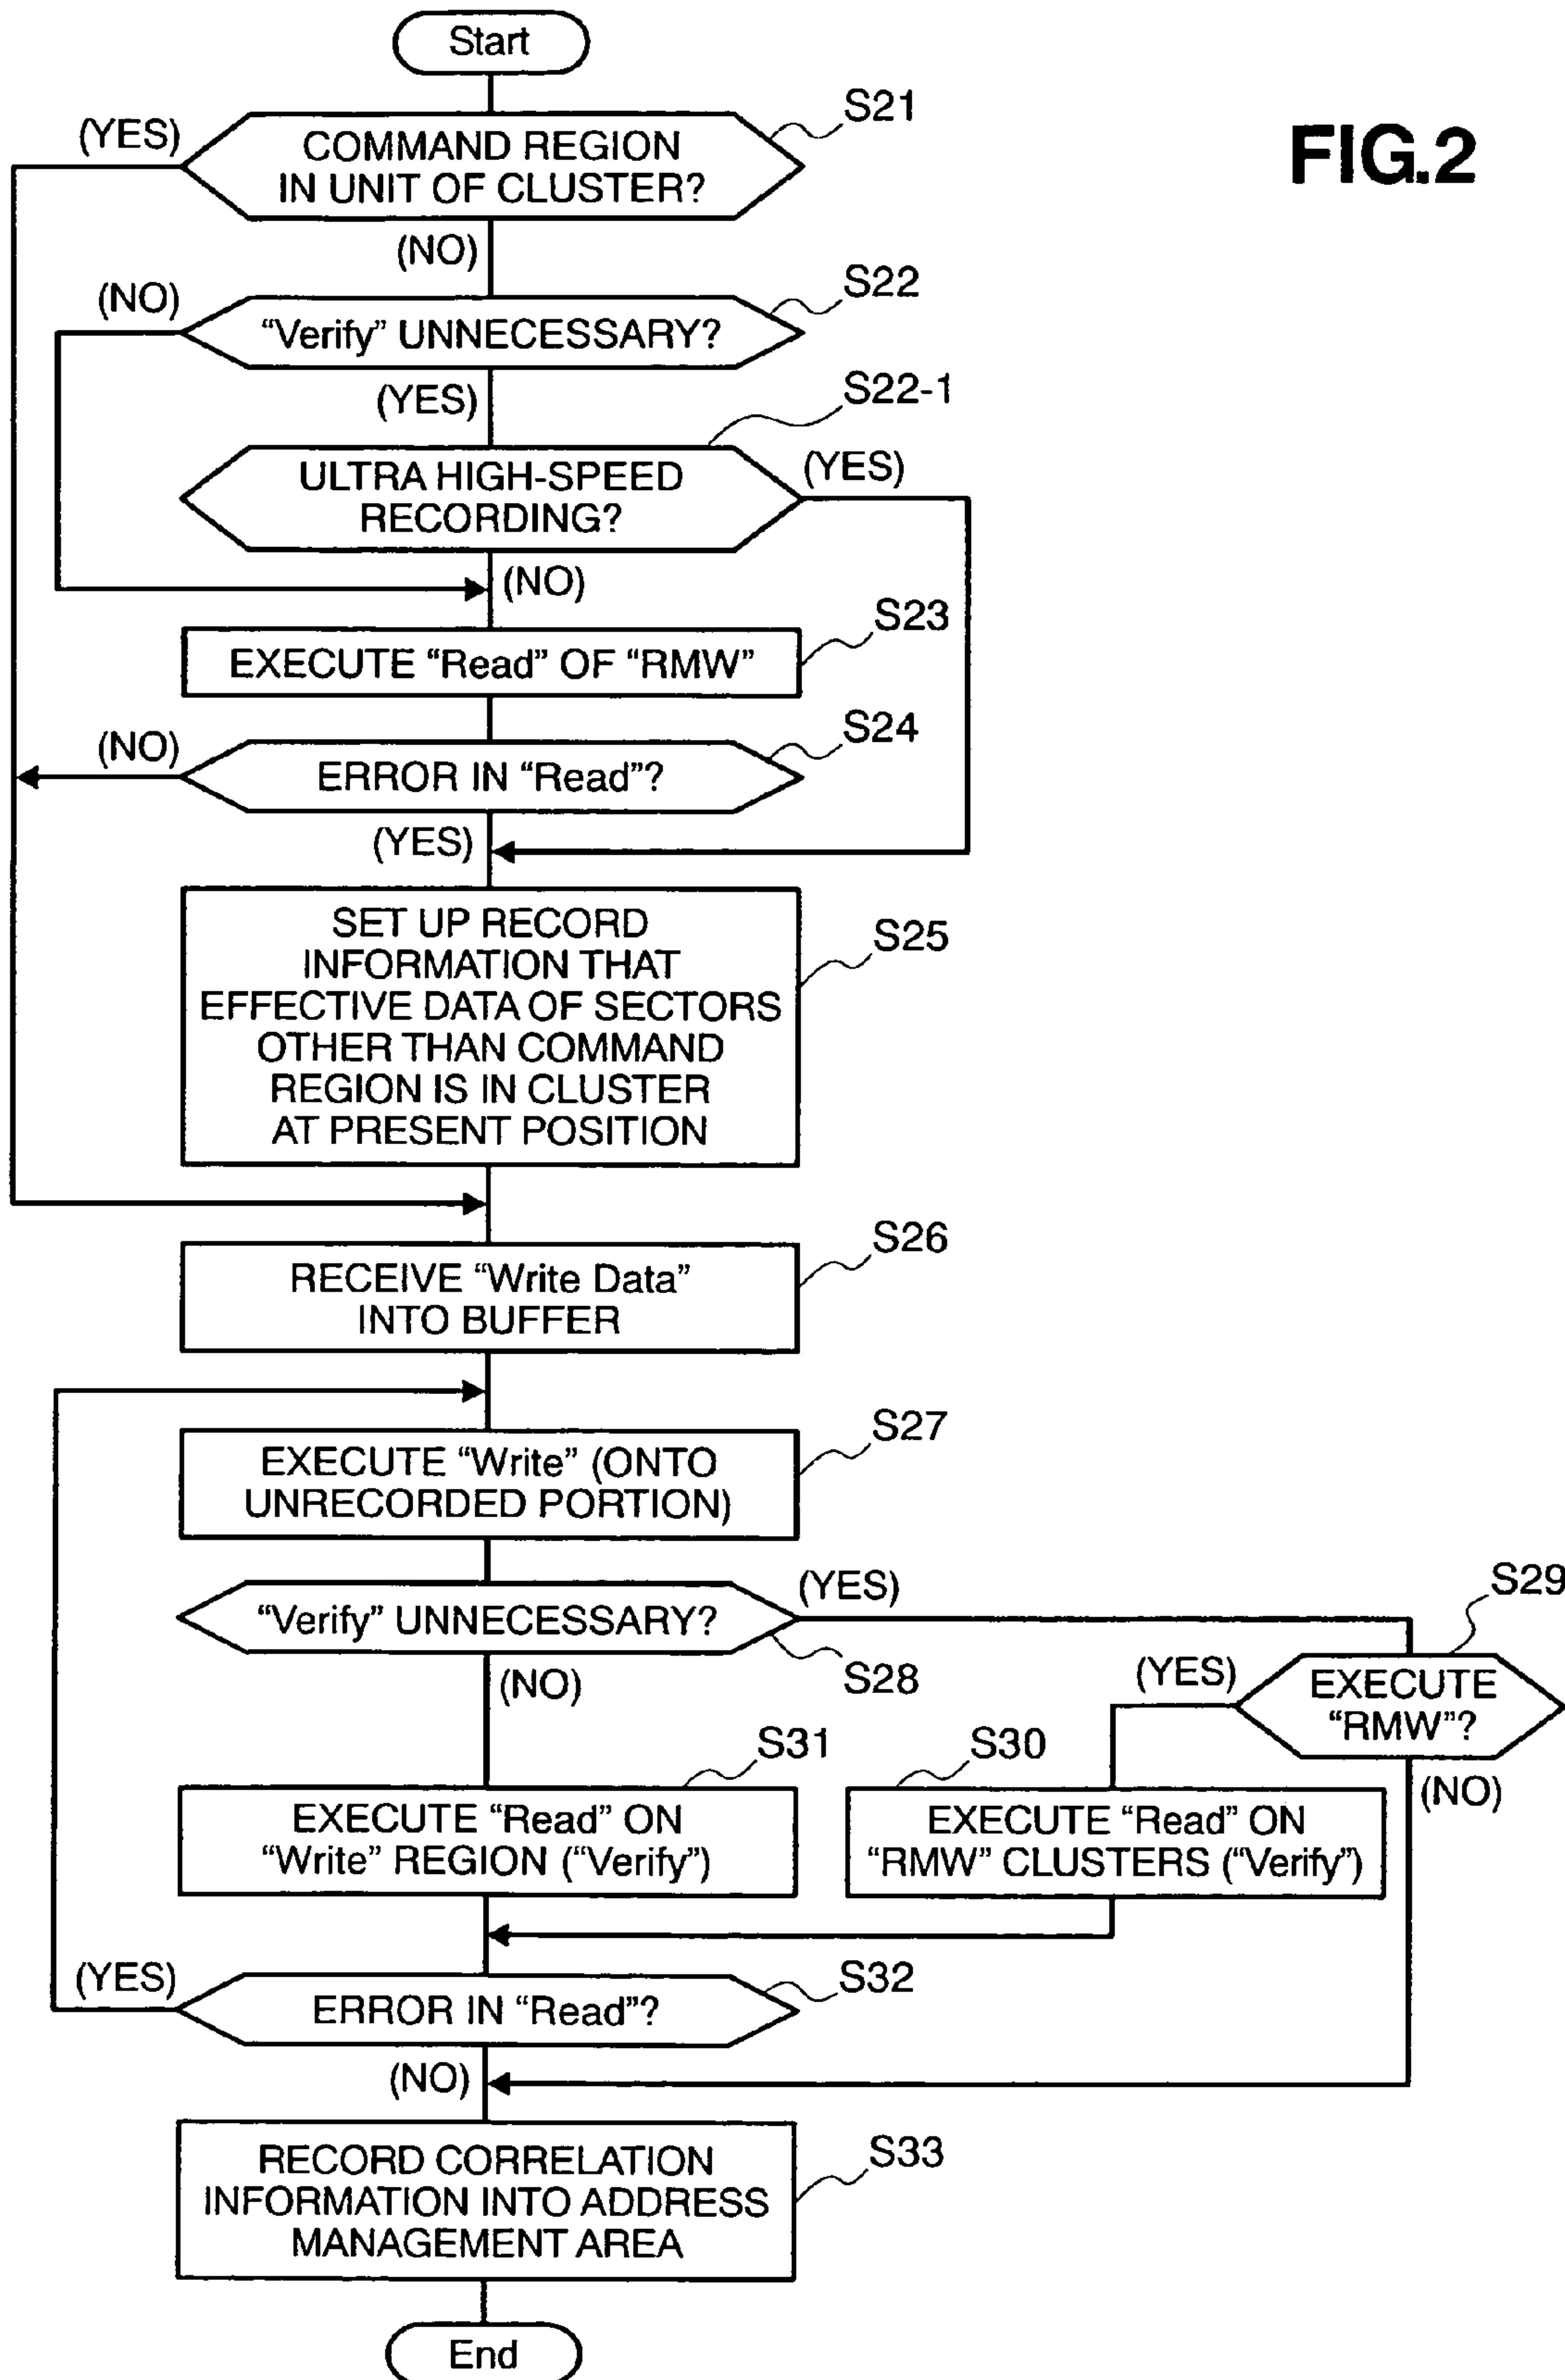 Start
FIG.2
S21
(YES)
COMMAND REGION
IN UNIT OF CLUSTER?
(NO)
S22
(NO)
“Verify” UNNECESSARY?
(YES)
S22-1
ULTRA HIGH-SPEED
RECORDING?
(YES)
(NO)
S23
EXECUTE “Read” OF “RMW”
S24
(NO)
ERROR IN “Read”?
(YES)
SET UP RECORD
INFORMATION THAT
EFFECTIVE DATA OF SECTORS
OTHER THAN COMMAND
REGION IS IN CLUSTER
AT PRESENT POSITION
S25
S26
RECEIVE “Write Data”
INTO BUFFER
S27
EXECUTE “Write” (ONTO
UNRECORDED PORTION)
“Verify” UNNECESSARY?
(YES)
S28
(NO)
S29
(YES)
EXECUTE
“RMW”?
(NO)
S31
EXECUTE “Read” ON
“Write” REGION (“Verify”)
S30
EXECUTE “Read” ON
“RMW” CLUSTERS (“Verify”)
S32
(YES)
ERROR IN “Read”?
(NO)
S33
RECORD CORRELATION
INFORMATION INTO ADDRESS
MANAGEMENT AREA
End